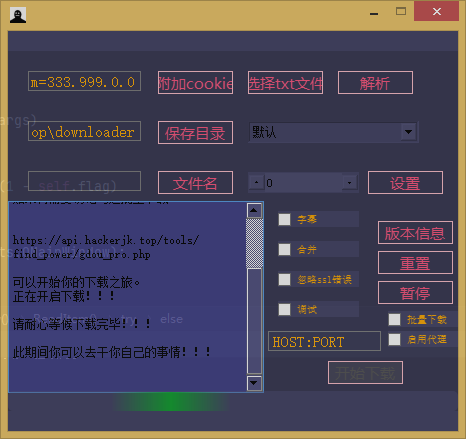 m=333.999.0.0 附加cookie 选择txt文件 解析
args)
op\downloader 保存目录 默认
self.flag)
文件名 0 设置
https://api.hackerjk.top/tools/
find_power/gdou_pro.php
可以开始你的下载之旅。
正在开启下载!!!
请耐心等候下载完毕!!!
else
此期间你可以去干你自己的事情!!!
字幕
合并
忽略ssl错误
调试
版本信息
重置
暂停
批量下载
启用代理
HOST:PORT
开始下载